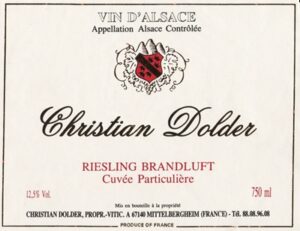 VIN D'ALSACE
Appellation Alsace Contrôlée
Christian Dolder
RIESLING BRANDLUFT
Cuvée Particulière
Mis en bouteille à la propriété
12,5% Vol.
750 ml
CHRISTIAN DOLDER, PROPR.-VITIC. A 67140 MITTELBERGHEIM (FRANCE) - Tél. 88.08.96.08
PRODUCE OF FRANCE